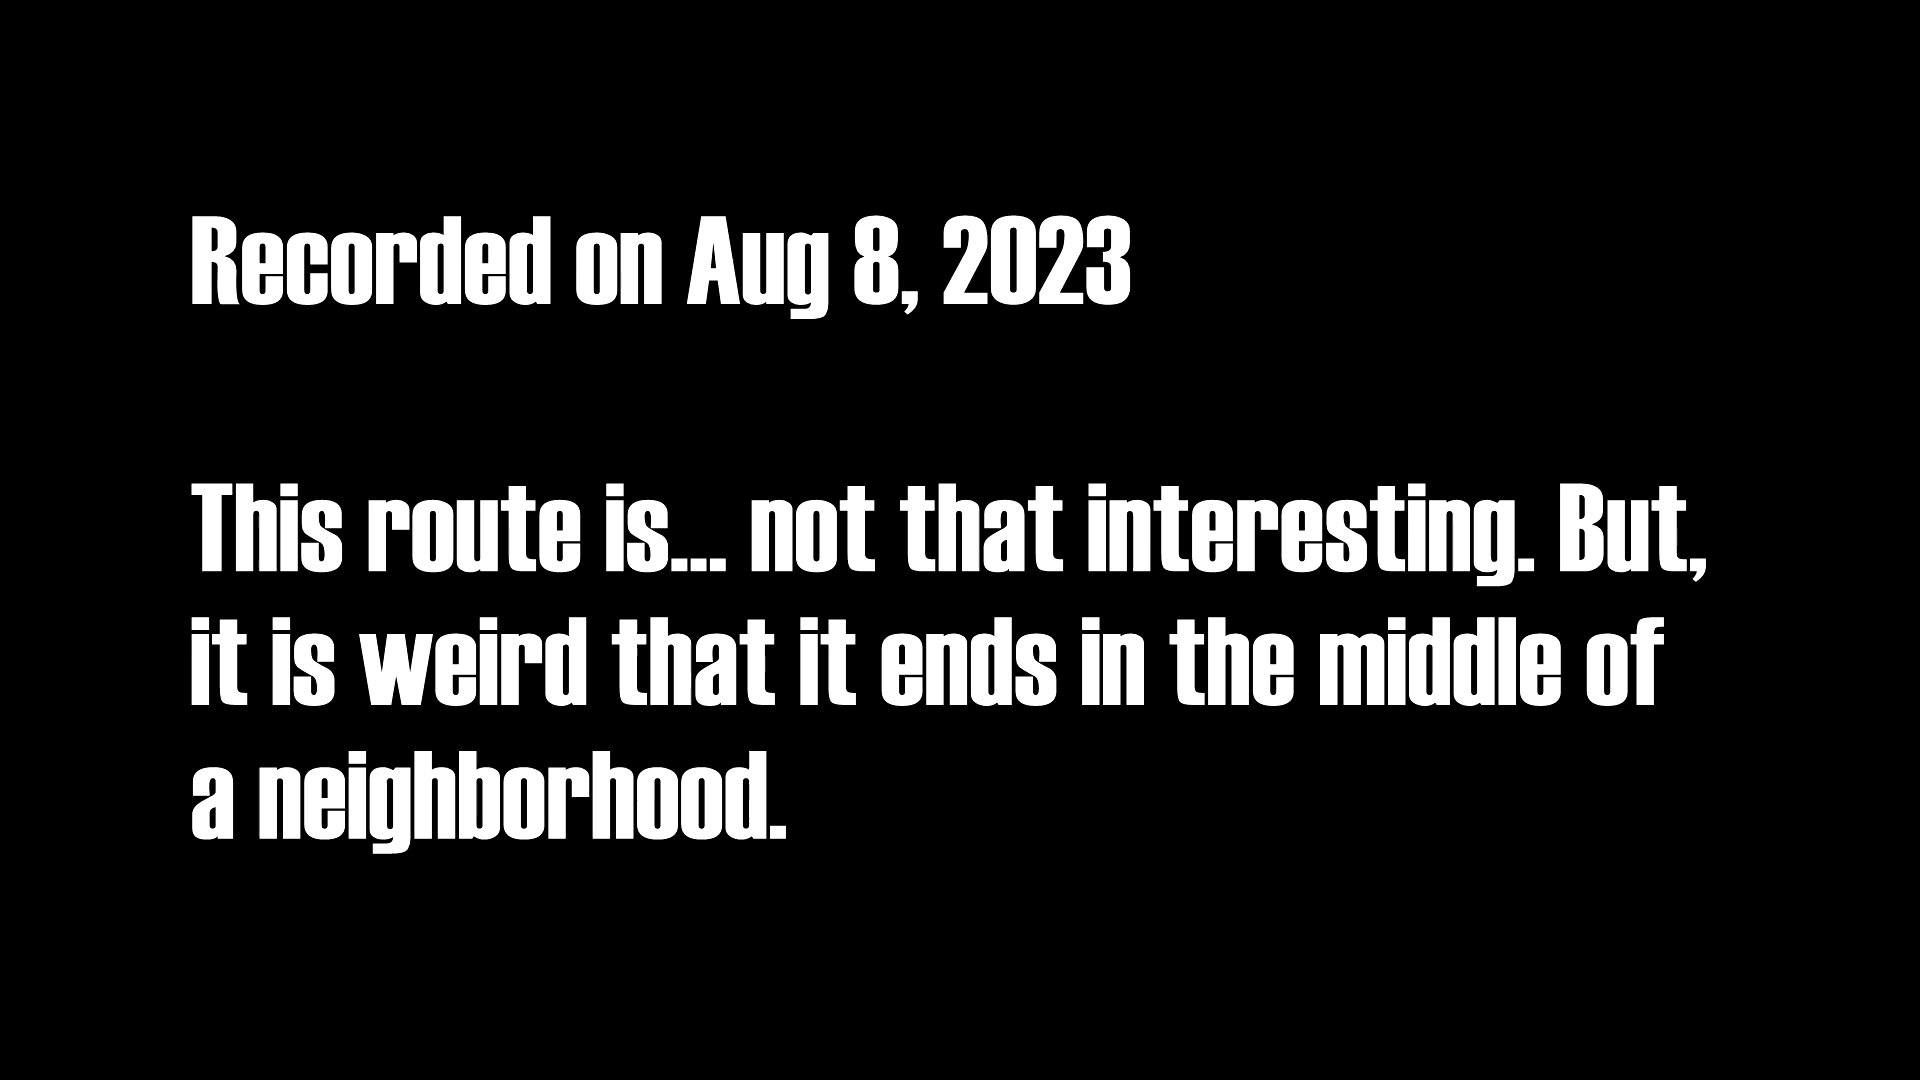 Recorded on Aug 8, 2023
This route is... not that interesting. But,
it is weird that it ends in the middle of
a neighborhood.